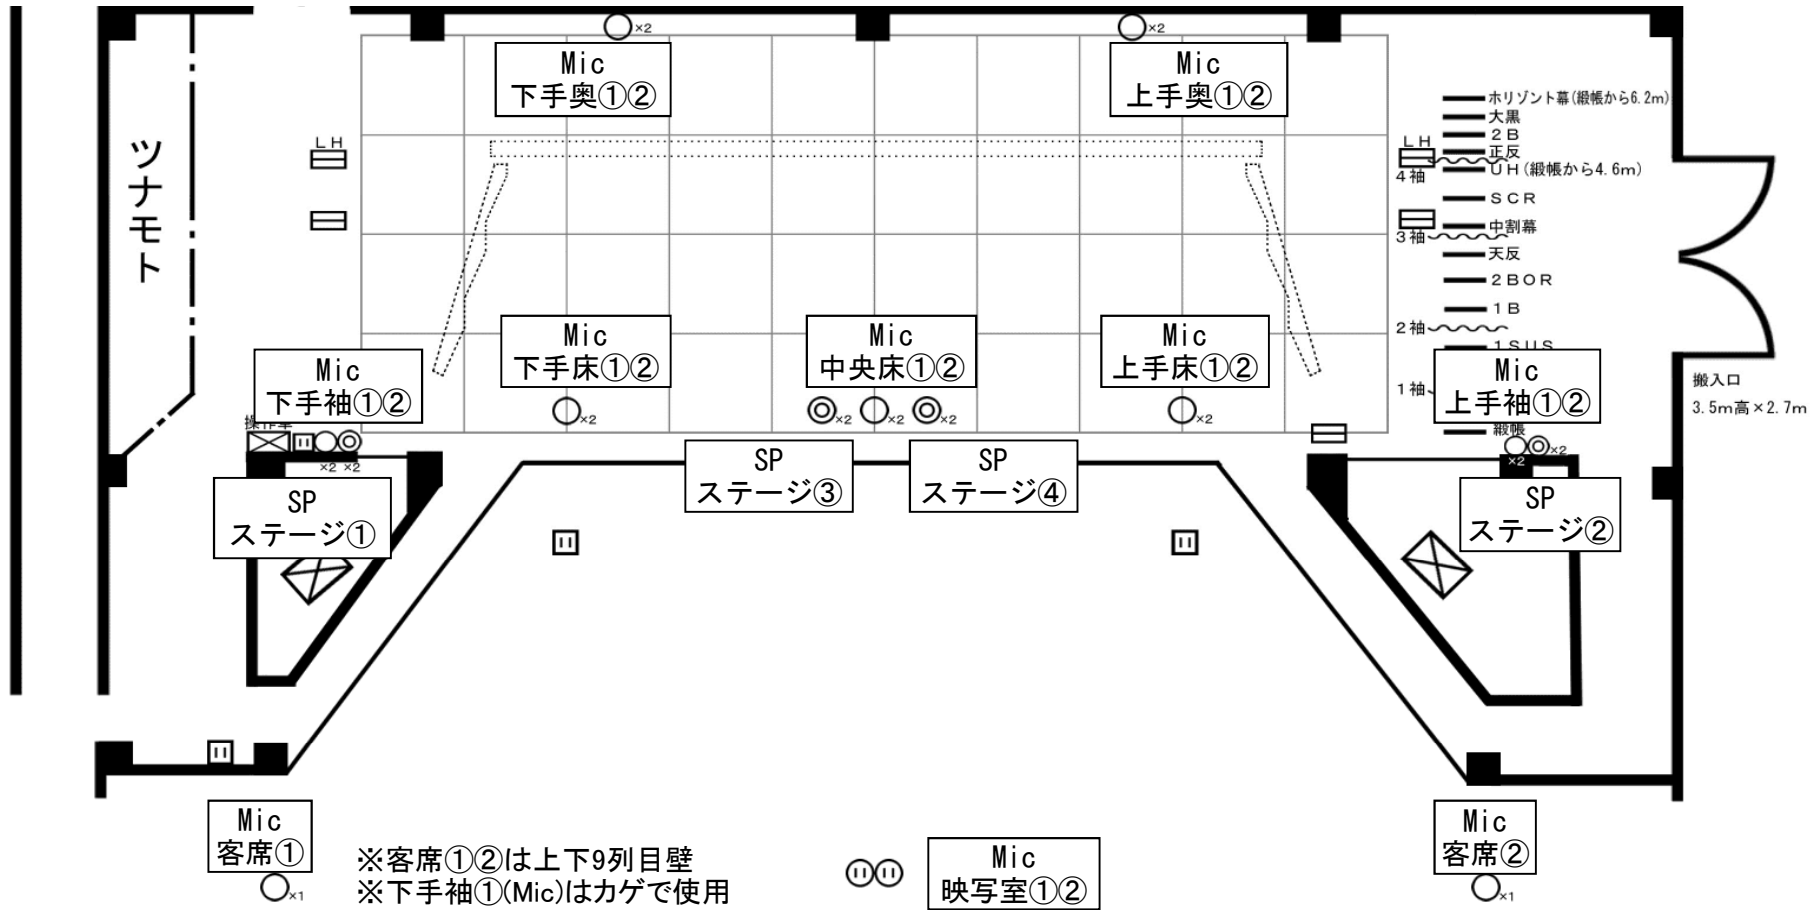 ×2
×2
Mic
下手奥①②
Mic
上手奥①②
ツナモト
LH
LH
ホリゾント幕(緞帳から6.2m)
大黒
2B
正反
UH(緞帳から4.6m)
4袖
SCR
中割幕
3袖
天反
2BOR
1B
2袖
1SUS
1袖
緞帳
搬入口
3.5m高×2.7m
Mic
下手袖①②
Mic
下手床①②
×2
Mic
中央床①②
×2
×2
×2
Mic
上手床①②
×2
Mic
上手袖①②
×2
×2
×2
×2
SP
ステージ①
SP
ステージ③
SP
ステージ④
SP
ステージ②
Mic
客席①
×1
※客席①②は上下9列目壁
※下手袖①(Mic)はカゲで使用
Mic
映写室①②
Mic
客席②
×1